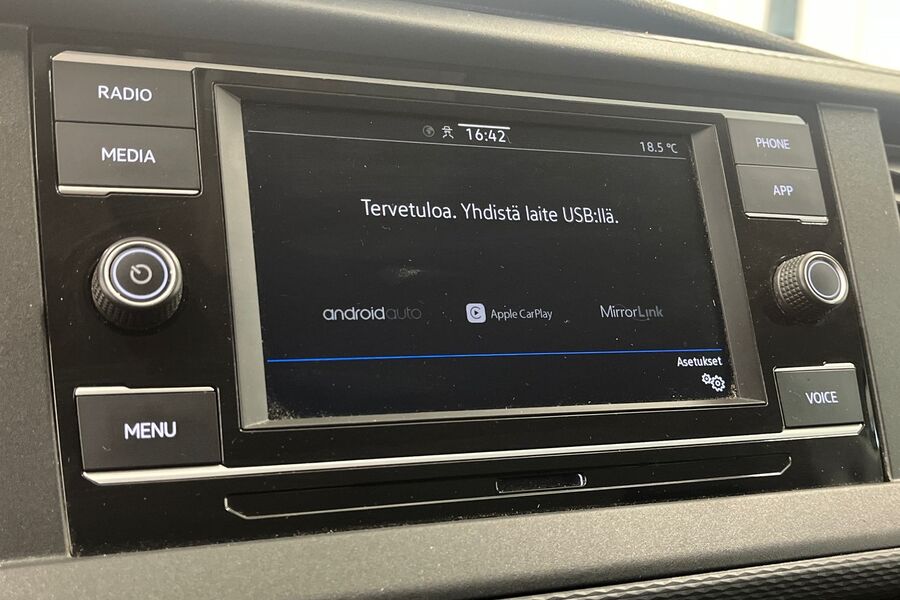 RADIO
MEDIA
MENU
16:42
18.5 °C
Tervetuloa. Yhdistä laite USB:llä.
androidauto
Apple CarPlay
MirrorLink
Asetukset
PHONE
APP
VOICE